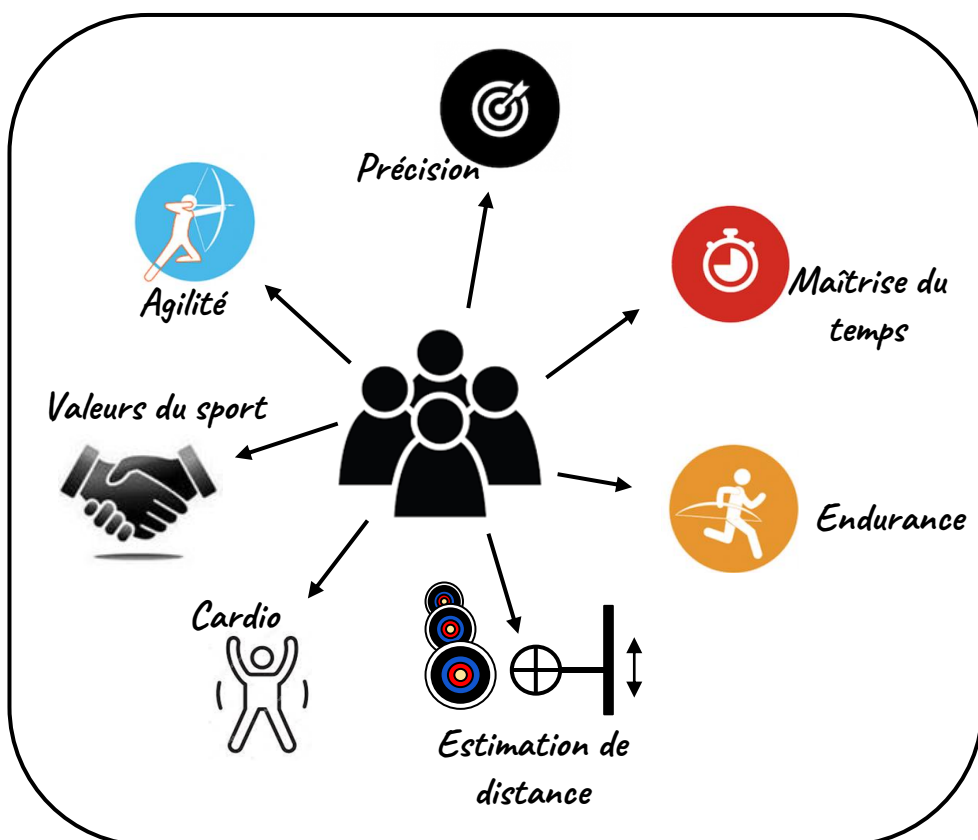 Précision
Agilité
Maîtrise du
temps
Valeurs du sport
Endurance
Cardio
Estimation de
distance